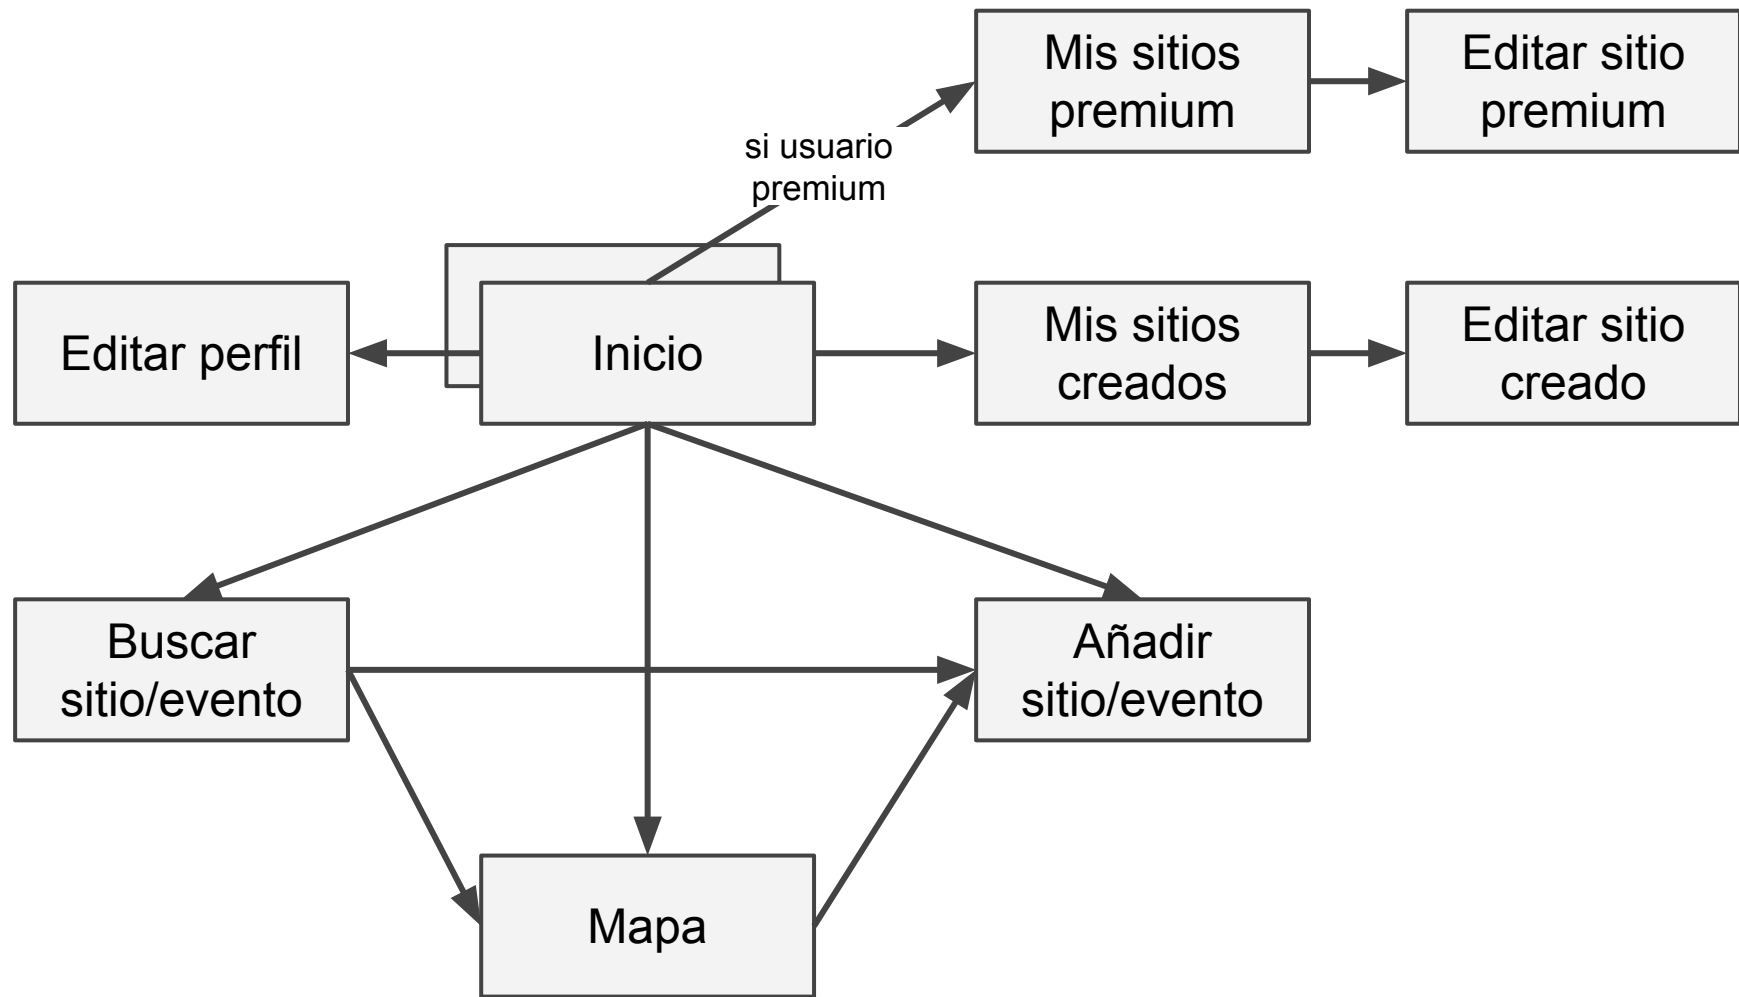 Mis sitios
premium
Editar sitio
premium
si usuario
premium
Editar perfil
Inicio
Mis sitios
creados
Editar sitio
creado
Buscar
sitio/evento
Añadir
sitio/evento
Mapa